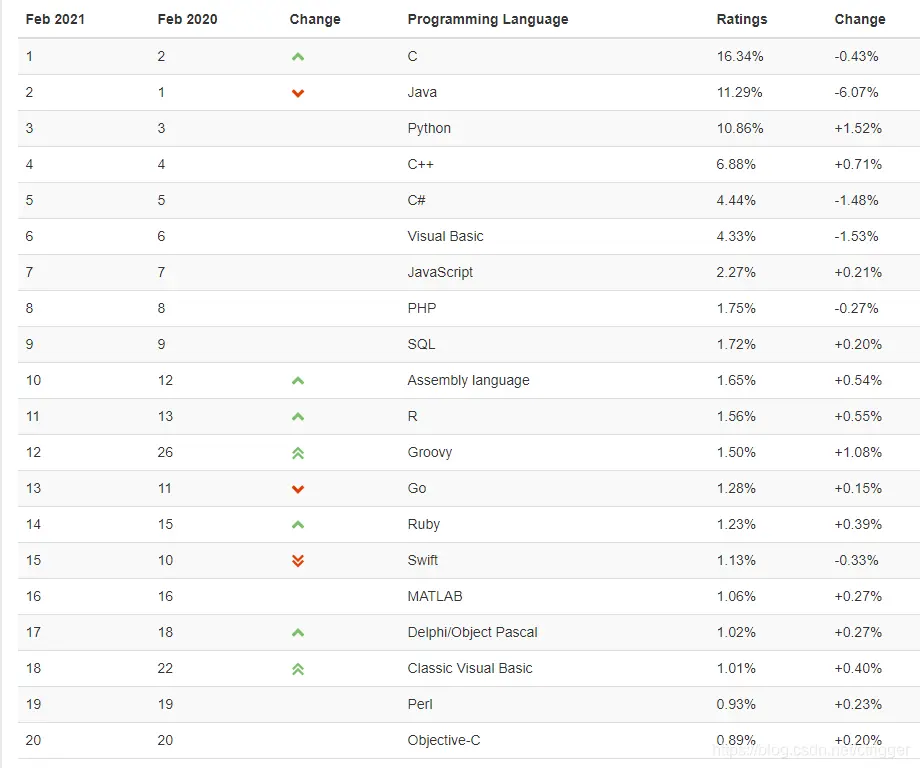 Feb 2021 Feb 2020 Change Programming Language Ratings Change
1 2 C 16.34% -0.43%
2 1 Java 11.29% -6.07%
3 3 Python 10.86% +1.52%
4 4 C++ 6.88% +0.71%
5 5 C# 4.44% -1.48%
6 6 Visual Basic 4.33% -1.53%
7 7 JavaScript 2.27% +0.21%
8 8 PHP 1.75% -0.27%
9 9 SQL 1.72% +0.20%
10 12 Assembly language 1.65% +0.54%
11 13 R 1.56% +0.55%
12 26 Groovy 1.50% +1.08%
13 11 Go 1.28% +0.15%
14 15 Ruby 1.23% +0.39%
15 10 Swift 1.13% -0.33%
16 16 MATLAB 1.06% +0.27%
17 18 Delphi/Object Pascal 1.02% +0.27%
18 22 Classic Visual Basic 1.01% +0.40%
19 19 Perl 0.93% +0.23%
20 20 Objective-C 0.89% +0.20%